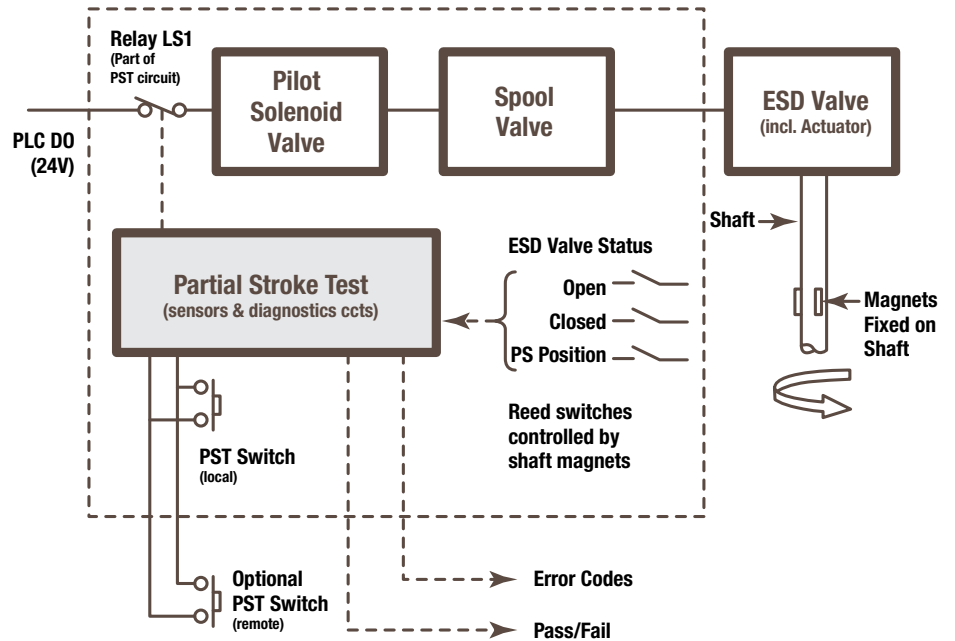 Relay LS1
(Part of
PST circuit)
Pilot
Solenoid
Valve
Spool
Valve
ESD Valve
(incl. Actuator)
PLC DO
(24V)
Shaft
Partial Stroke Test
(sensors & diagnostics ccts)
ESD Valve Status
Open
Closed
PS Position
Magnets
Fixed on
Shaft
Reed switches
controlled by
shaft magnets
PST Switch
(local)
Optional
PST Switch
(remote)
Error Codes
Pass/Fail